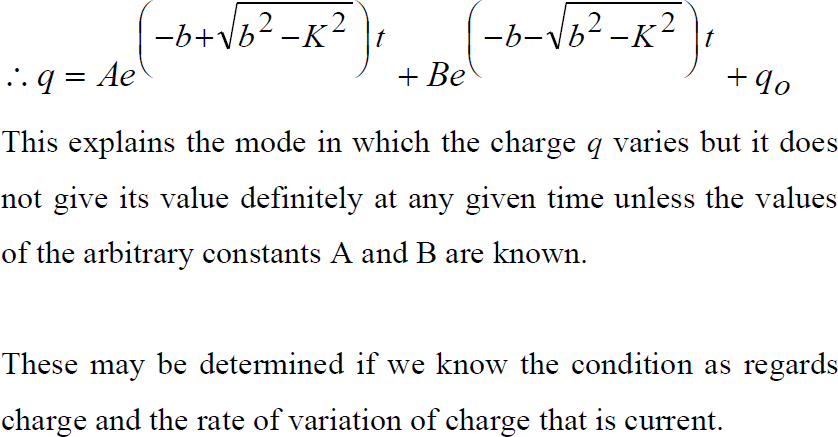 ∴ q = Ae^(−b+√(b² −K²))t + Be^(−b−√(b² −K²))t + qₒ
This explains the mode in which the charge q varies but it does
not give its value definitely at any given time unless the values
of the arbitrary constants A and B are known.
These may be determined if we know the condition as regards
charge and the rate of variation of charge that is current.